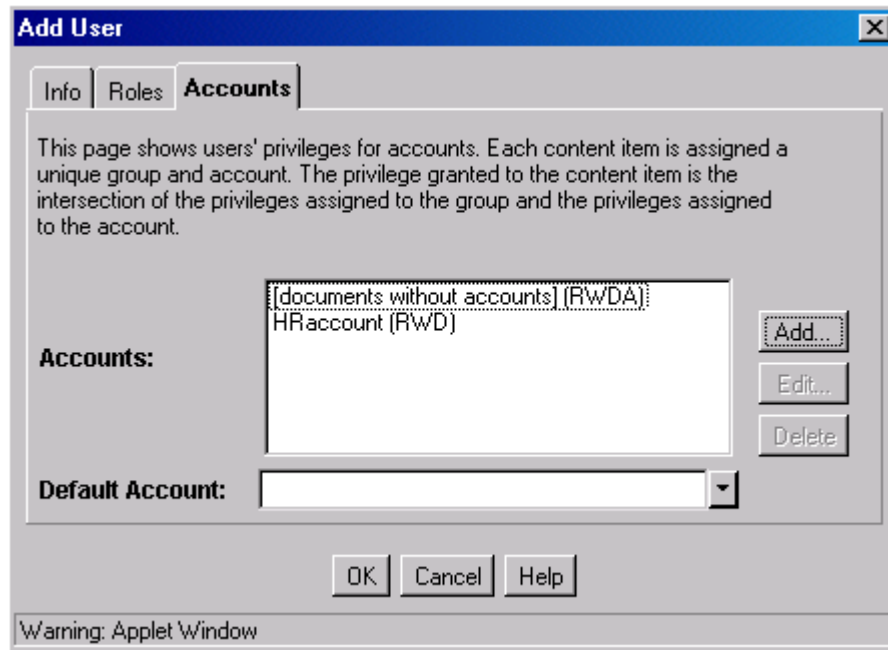 Add User
Info Roles Accounts
This page shows users' privileges for accounts. Each content item is assigned a
unique group and account. The privilege granted to the content item is the
intersection of the privileges assigned to the group and the privileges assigned
to the account.
[documents without accounts] (RWDA)
HRaccount (RWD)
Accounts:
Add...
Edit...
Delete
Default Account:
OK Cancel Help
Warning: Applet Window